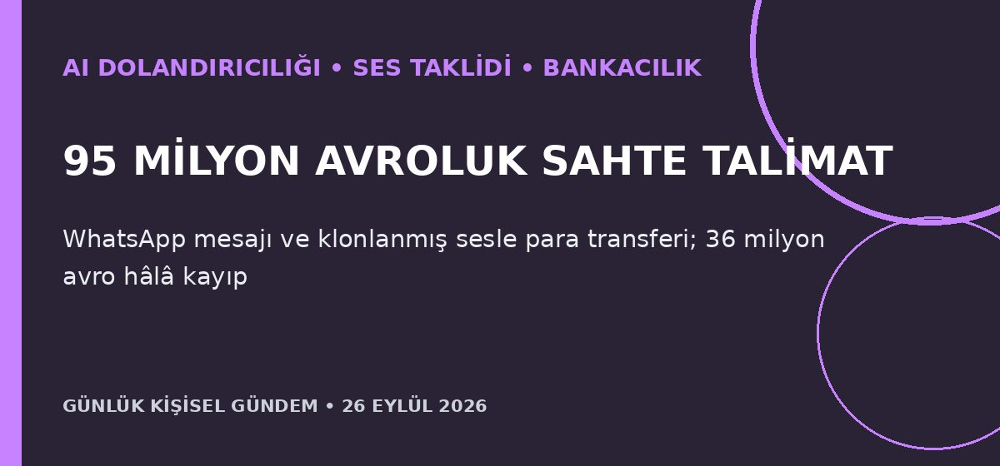 AI DOLANDIRICILIĞI • SES TAKLİDİ • BANKACILIK
95 MİLYON AVROLUK SAHTE TALİMAT
WhatsApp mesajı ve klonlanmış sesle para transferi; 36 milyon
avro hâlâ kayıp
GÜNLÜK KİŞİSEL GÜNDEM • 26 EYLÜL 2026